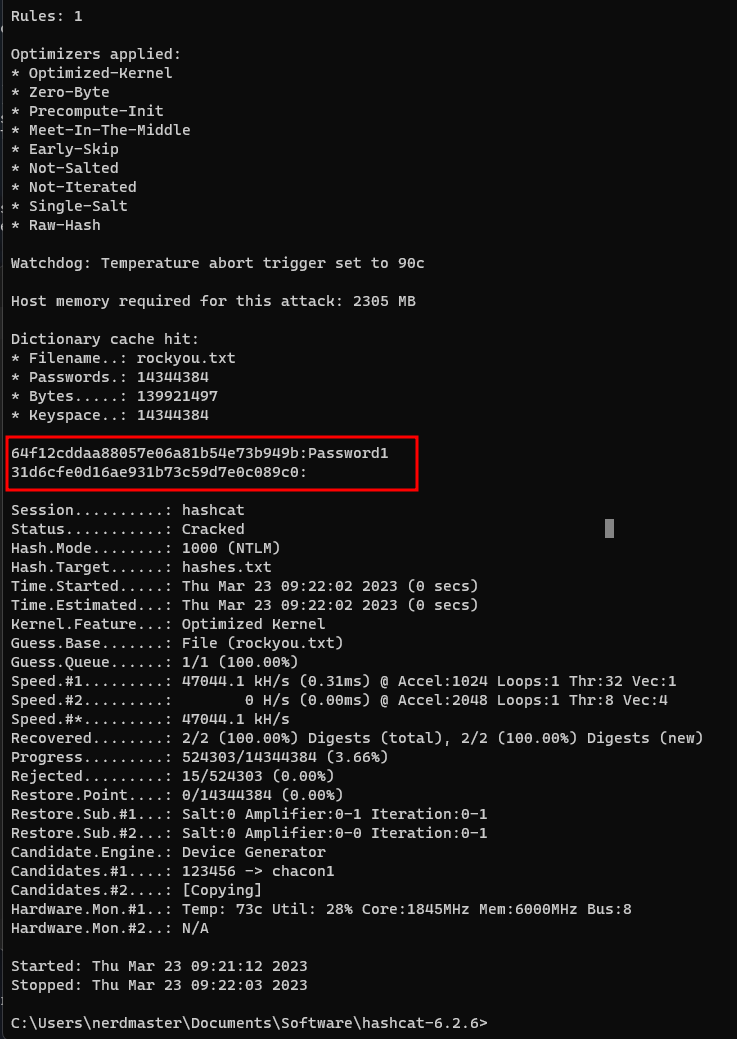 Rules: 1
Optimizers applied:
* Optimized-Kernel
* Zero-Byte
* Precompute-Init
* Meet-In-The-Middle
* Early-Skip
* Not-Salted
* Not-Iterated
* Single-Salt
* Raw-Hash
Watchdog: Temperature abort trigger set to 90c
Host memory required for this attack: 2305 MB
Dictionary cache hit:
* Filename..: rockyou.txt
* Passwords.: 14344384
* Bytes.....: 139921497
* Keyspace..: 14344384
64f12cddaa88057e06a81b54e73b949b:Password1
31d6cfe0d16ae931b73c59d7e0c089c0:
Session..........: hashcat
Status...........: Cracked
Hash.Mode........: 1000 (NTLM)
Hash.Target......: hashes.txt
Time.Started.....: Thu Mar 23 09:22:02 2023 (0 secs)
Time.Estimated...: Thu Mar 23 09:22:02 2023 (0 secs)
Kernel.Feature...: Optimized Kernel
Guess.Base.......: File (rockyou.txt)
Guess.Queue......: 1/1 (100.00%)
Speed.#1.........: 47044.1 kH/s (0.31ms) @ Accel:1024 Loops:1 Thr:32 Vec:1
Speed.#2.........:        0 H/s (0.00ms) @ Accel:2048 Loops:1 Thr:8 Vec:4
Speed.#*.........: 47044.1 kH/s
Recovered........: 2/2 (100.00%) Digests (total), 2/2 (100.00%) Digests (new)
Progress.........: 524303/14344384 (3.66%)
Rejected.........: 15/524303 (0.00%)
Restore.Point....: 0/14344384 (0.00%)
Restore.Sub.#1...: Salt:0 Amplifier:0-1 Iteration:0-1
Restore.Sub.#2...: Salt:0 Amplifier:0-0 Iteration:0-1
Candidate.Engine.: Device Generator
Candidates.#1....: 123456 -> chacon1
Candidates.#2....: [Copying]
Hardware.Mon.#1..: Temp: 73c Util: 28% Core:1845MHz Mem:6000MHz Bus:8
Hardware.Mon.#2..: N/A
Started: Thu Mar 23 09:21:12 2023
Stopped: Thu Mar 23 09:22:03 2023
C:\Users\nerdmaster\Documents\Software\hashcat-6.2.6>